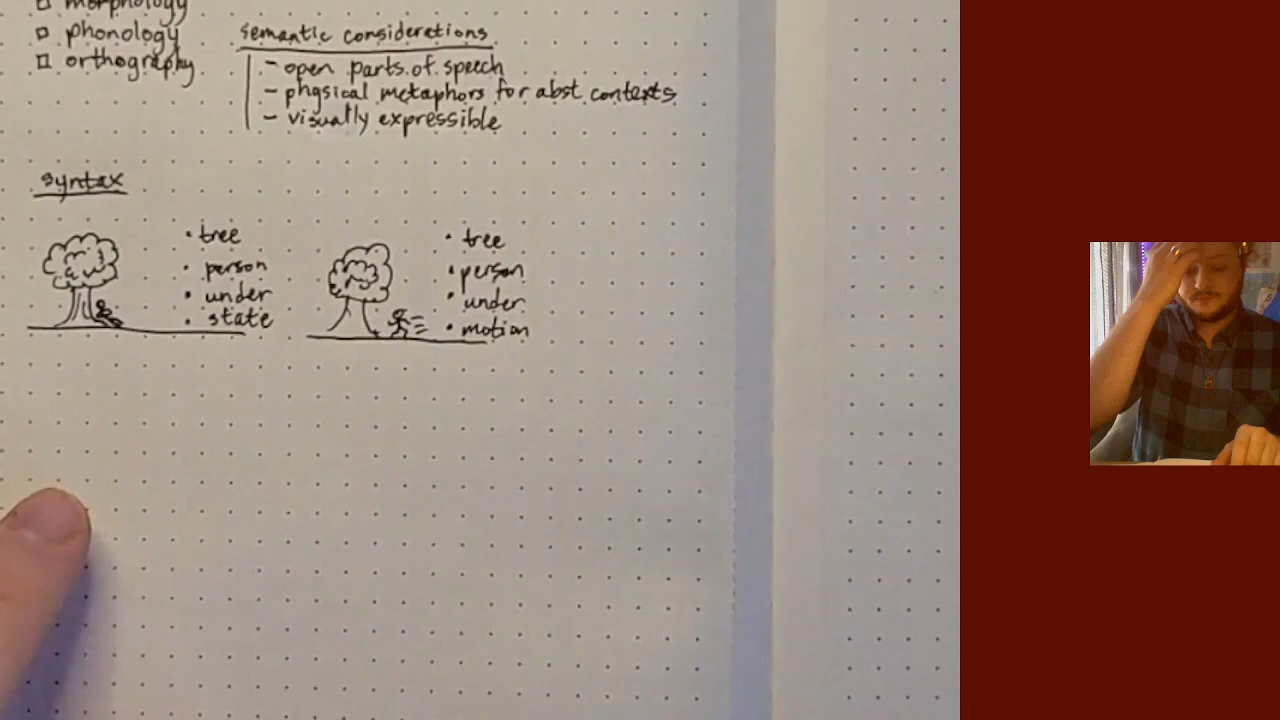 □ morphology
□ phonology
□ orthography
semantic considerations
- open parts of speech
- physical metaphors for abst contexts
- visually expressible
syntax
• tree
• person
• under
• state
• tree
• person
• under
• motion